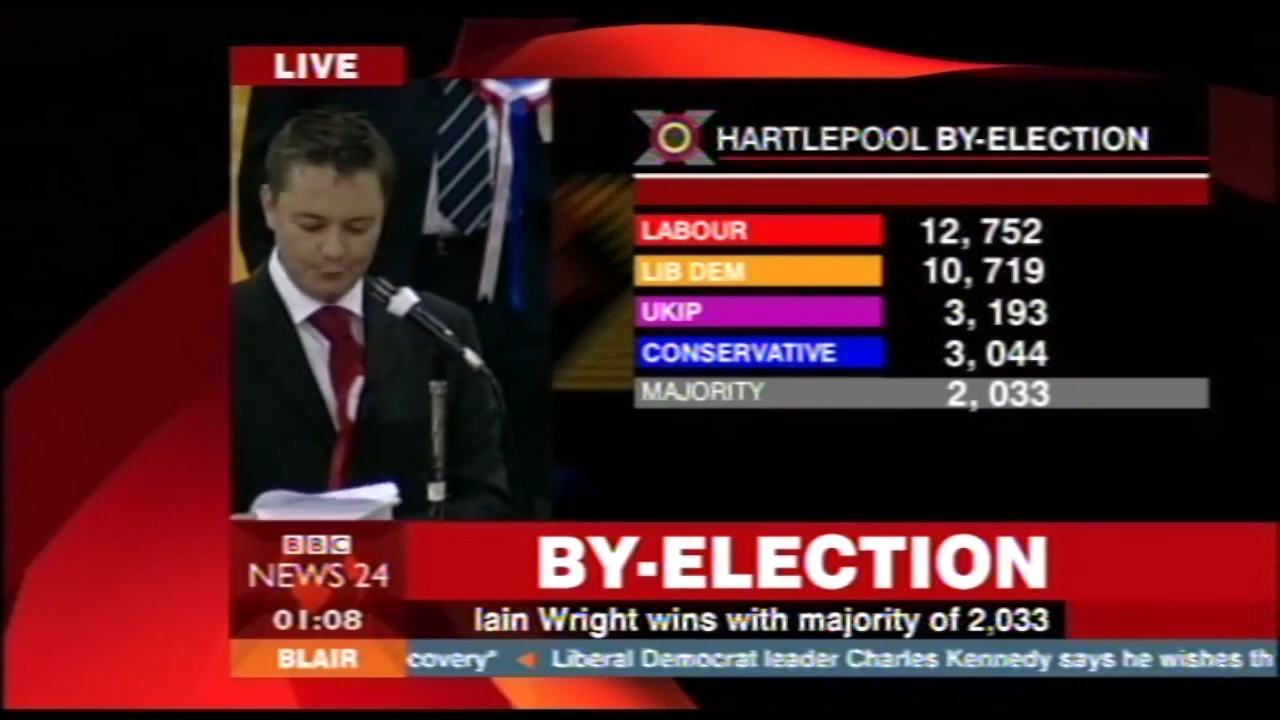 LIVE
HARTLEPOOL BY-ELECTION
LABOUR 12, 752
LIB DEM 10, 719
UKIP 3, 193
CONSERVATIVE 3, 044
MAJORITY 2, 033
BBC
NEWS 24
BY-ELECTION
01:08
Iain Wright wins with majority of 2,033
BLAIR
covery" ◄ Liberal Democrat leader Charles Kennedy says he wishes th